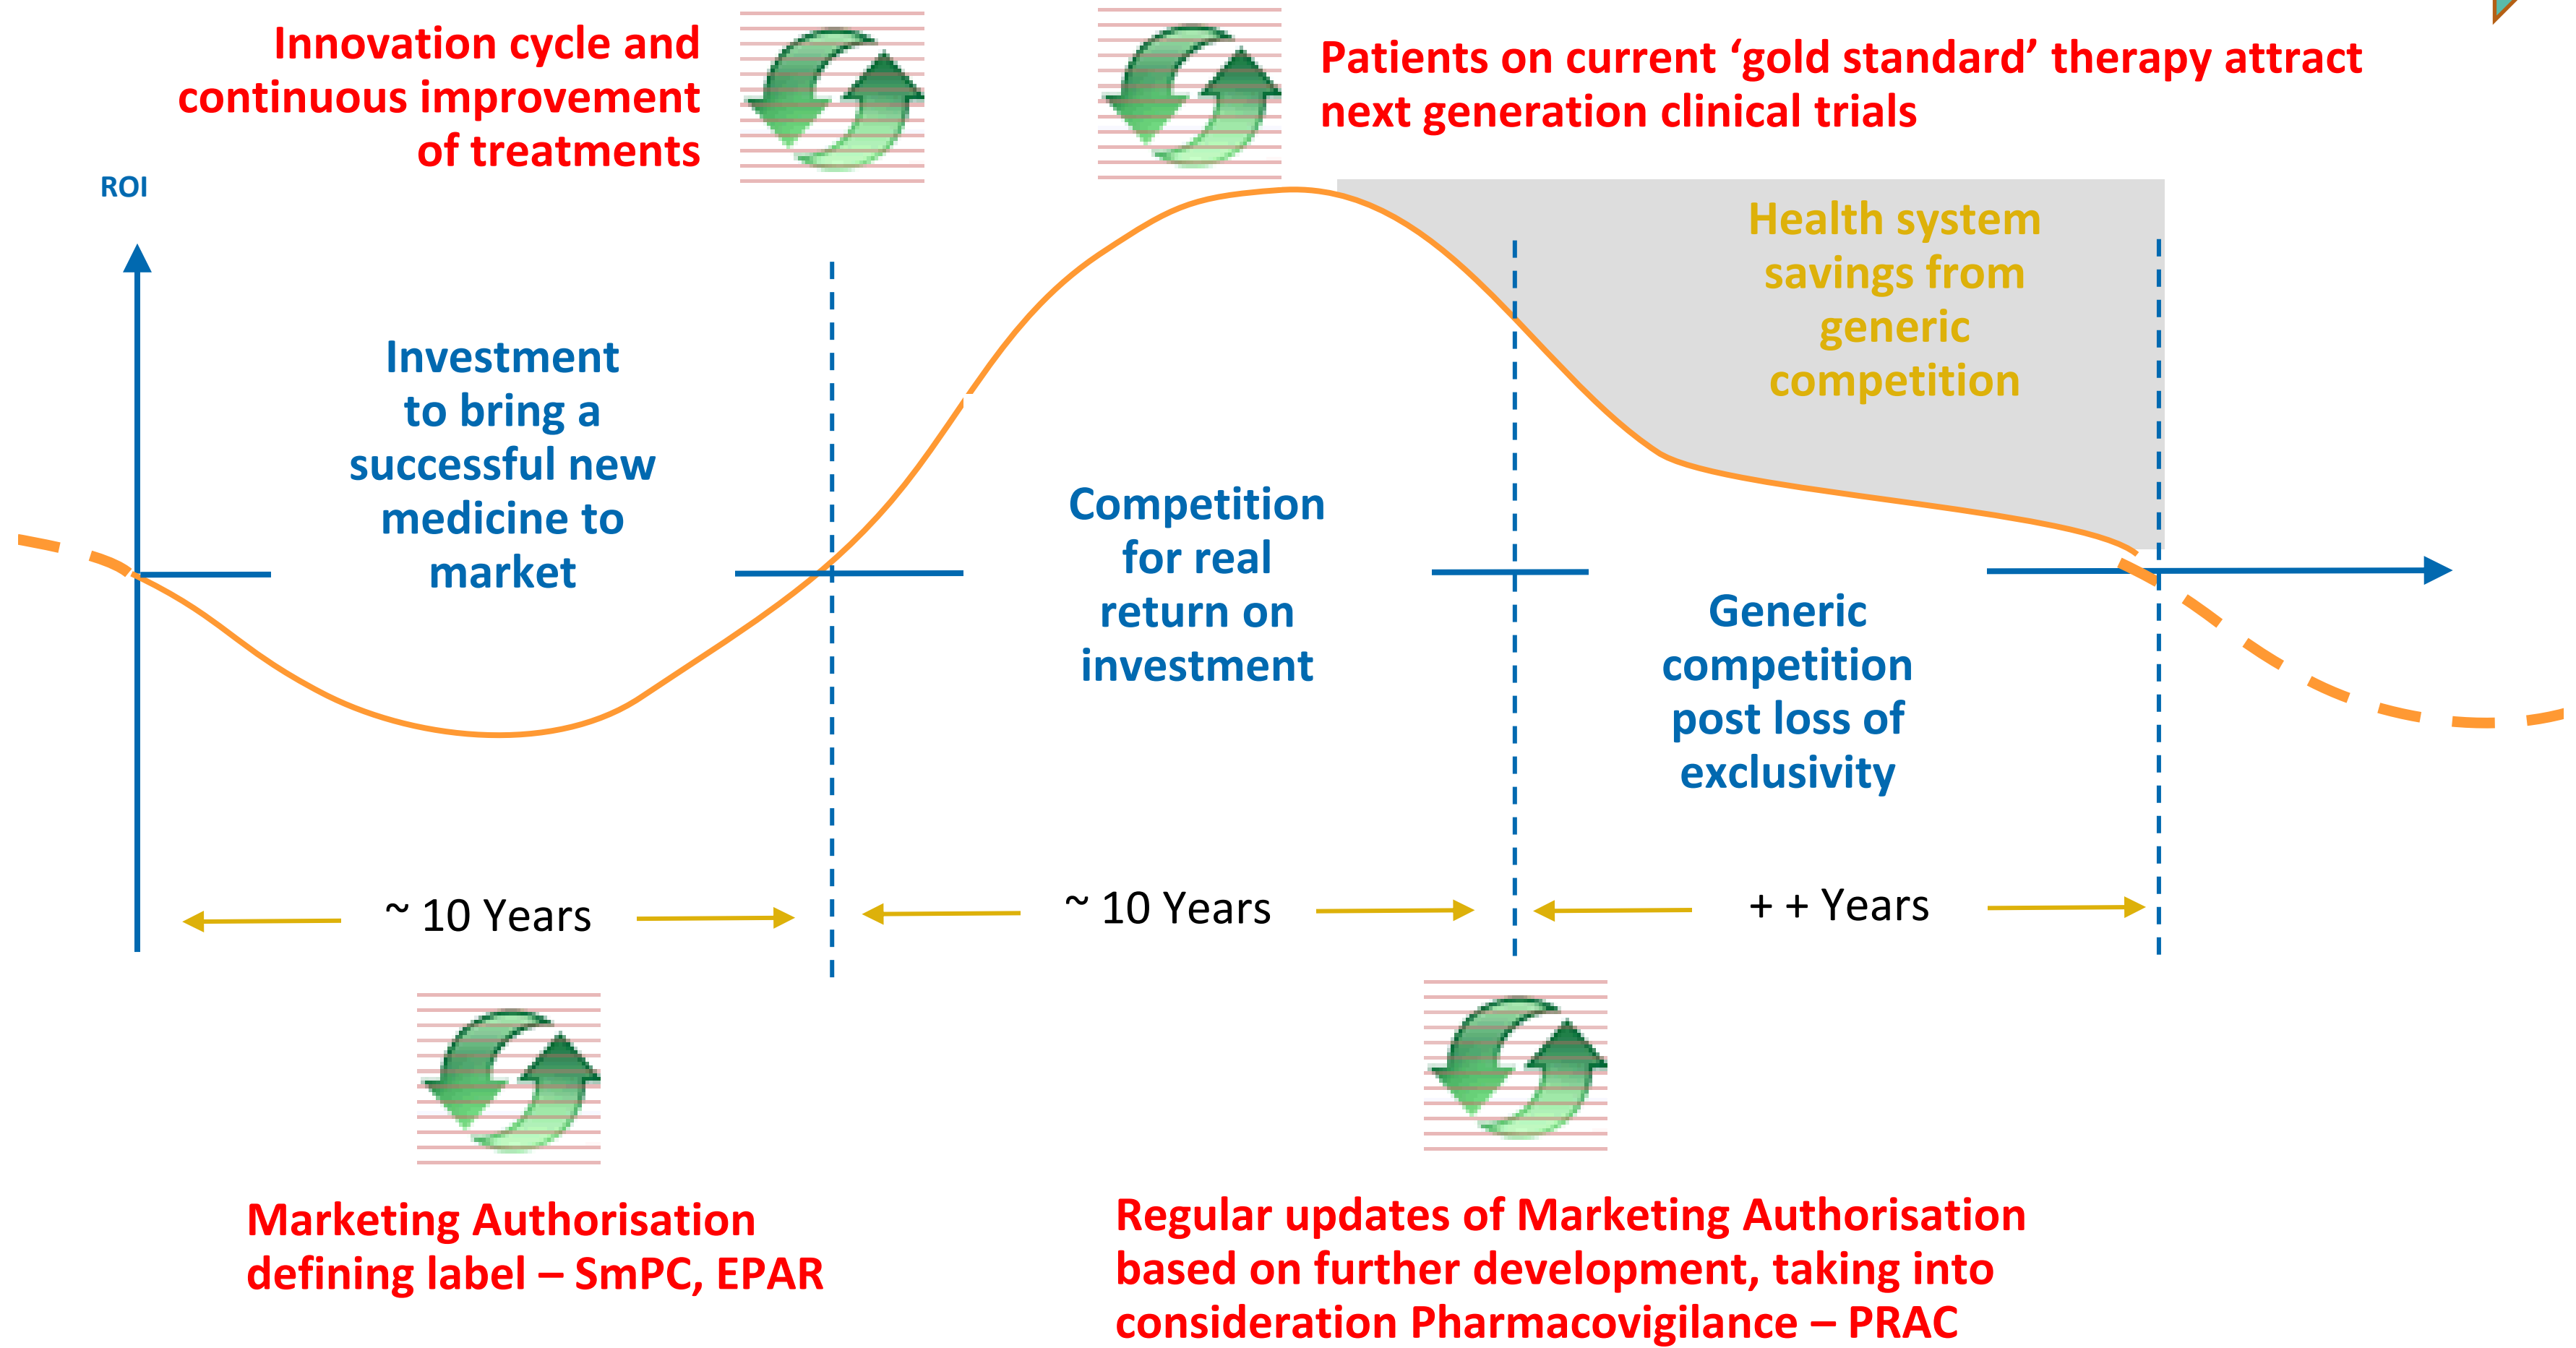 Innovation cycle and
continuous improvement
of treatments
Patients on current ‘gold standard’ therapy attract
next generation clinical trials
ROI
Investment
to bring a
successful new
medicine to
market
Competition
for real
return on
investment
Health system
savings from
generic
competition
Generic
competition
post loss of
exclusivity
~ 10 Years
~ 10 Years
+ + Years
Marketing Authorisation
defining label – SmPC, EPAR
Regular updates of Marketing Authorisation
based on further development, taking into
consideration Pharmacovigilance – PRAC